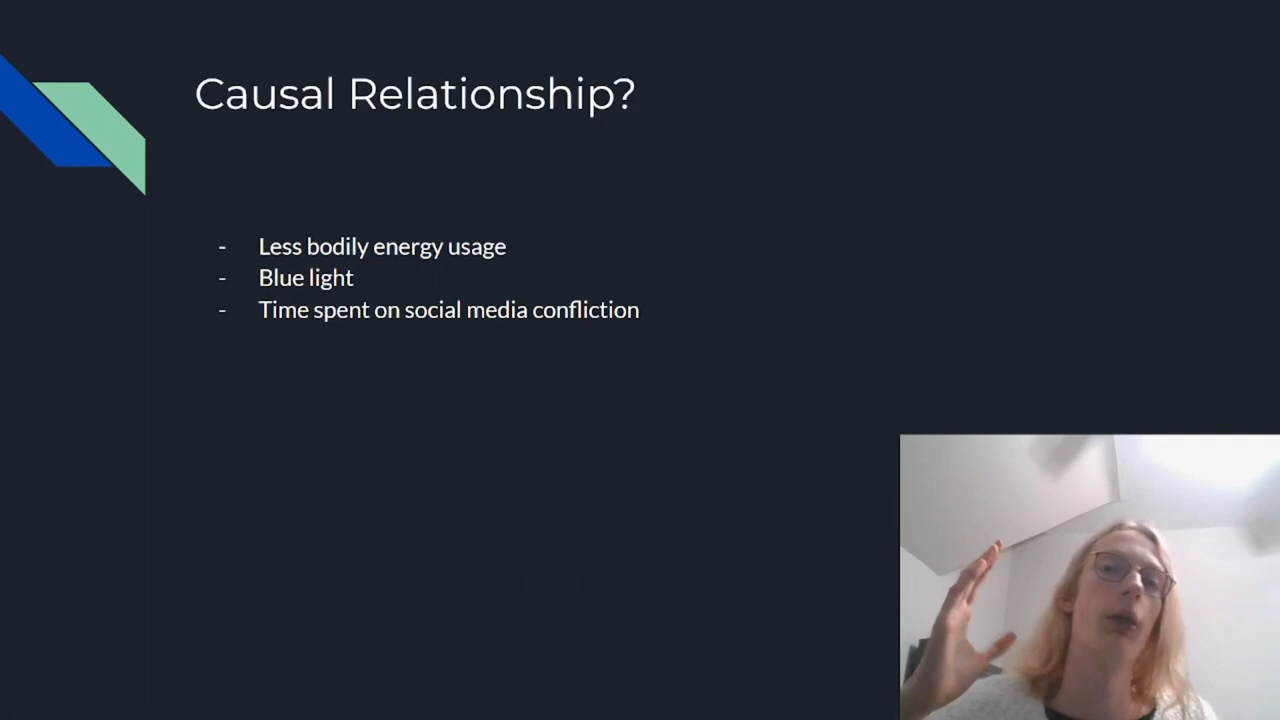 Causal Relationship?
- Less bodily energy usage
- Blue light
- Time spent on social media confliction